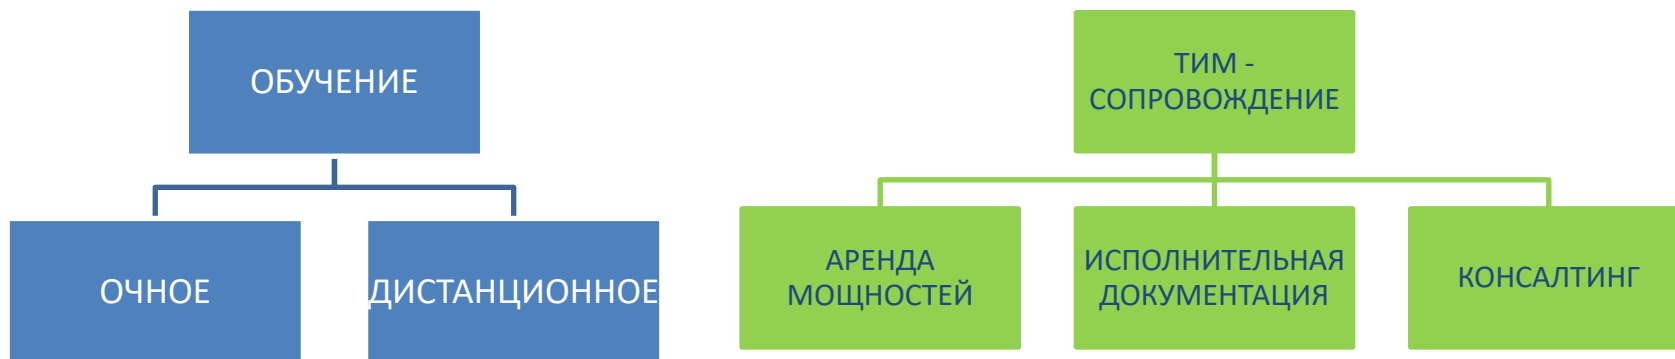 ОБУЧЕНИЕ
ОЧНОЕ
ДИСТАНЦИОННОЕ
ТИМ -
СОПРОВОЖДЕНИЕ
АРЕНДА
МОЩНОСТЕЙ
ИСПОЛНИТЕЛЬНАЯ
ДОКУМЕНТАЦИЯ
КОНСАЛТИНГ